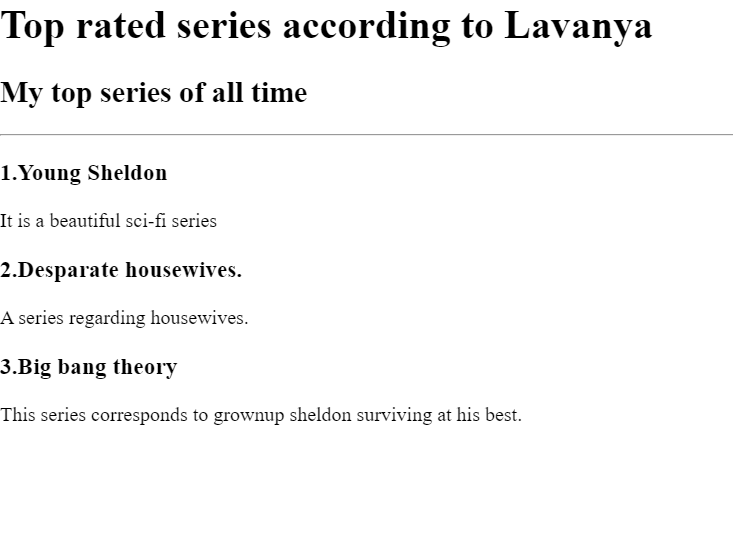 Top rated series according to Lavanya
My top series of all time
1.Young Sheldon
It is a beautiful sci-fi series
2.Desparate housewives.
A series regarding housewives.
3.Big bang theory
This series corresponds to grownup sheldon surviving at his best.